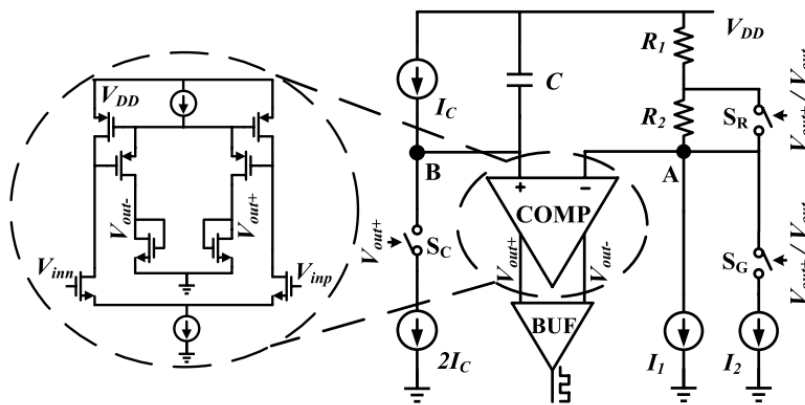 V_DD
V_out-
V_out+
V_inn
V_inp
I_C
C
R_1
V_DD
R_2
S_R
V_out+ / V_out-
B
A
+
−
COMP
V_out+
S_C
V_out+
V_out-
S_G
V_out+ / V_out-
BUF
2I_C
I_1
I_2